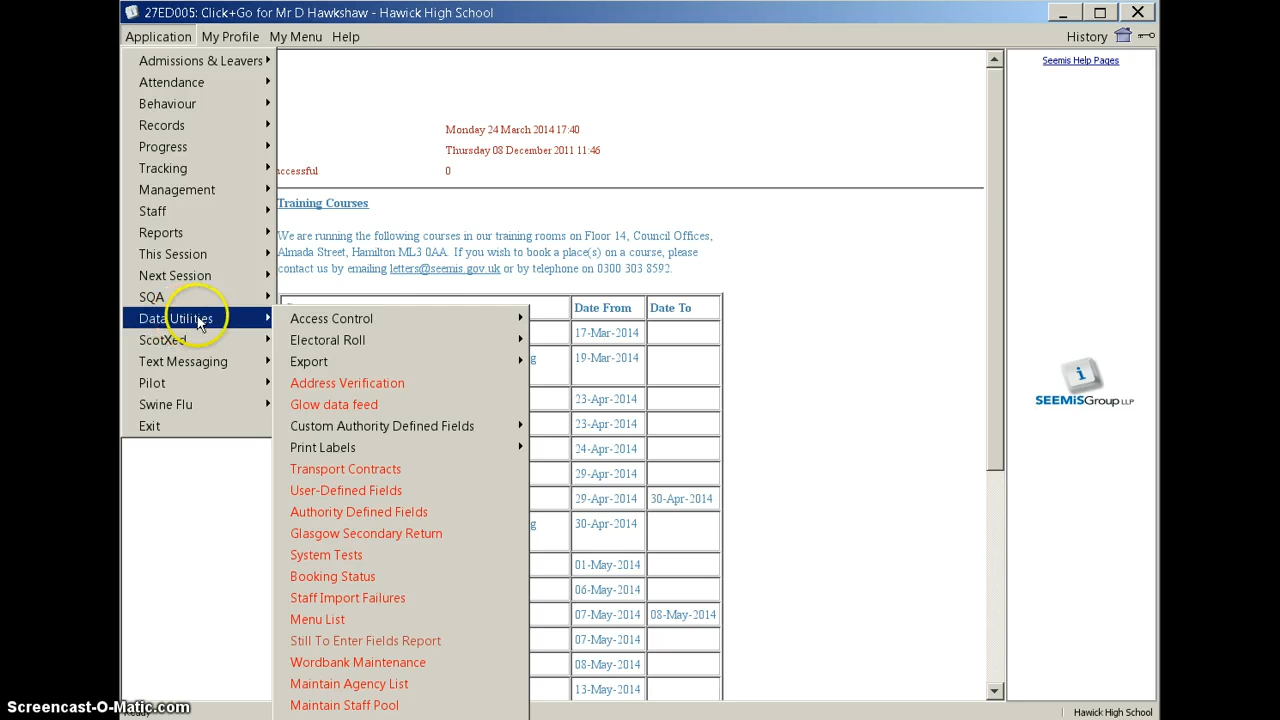 27ED005: Click+Go for Mr D Hawkshaw - Hawick High School
Application My Profile My Menu Help History
Admissions & Leavers
Attendance
Behaviour
Records
Progress
Tracking
Management
Staff
Reports
This Session
Next Session
SQA
Data Utilities
ScotXed
Text Messaging
Pilot
Swine Flu
Exit
Access Control
Electoral Roll
Export
Address Verification
Glow data feed
Custom Authority Defined Fields
Print Labels
Transport Contracts
User-Defined Fields
Authority Defined Fields
Glasgow Secondary Return
System Tests
Booking Status
Staff Import Failures
Menu List
Still To Enter Fields Report
Wordbank Maintenance
Maintain Agency List
Maintain Staff Pool
Monday 24 March 2014 17:40
Thursday 08 December 2011 11:46
ccessful 0
Training Courses
We are running the following courses in our training rooms on Floor 14, Council Offices,
Almada Street, Hamilton ML3 0AA. If you wish to book a place(s) on a course, please
contact us by emailing letters@seemis.gov.uk or by telephone on 0300 303 8592.
Date From Date To
17-Mar-2014
g 19-Mar-2014
23-Apr-2014
23-Apr-2014
24-Apr-2014
29-Apr-2014
29-Apr-2014 30-Apr-2014
g 30-Apr-2014
01-May-2014
06-May-2014
07-May-2014 08-May-2014
07-May-2014
08-May-2014
13-May-2014
Seemis Help Pages
SEEMiSGroup LLP
Hawick High School
Screencast-O-Matic.com